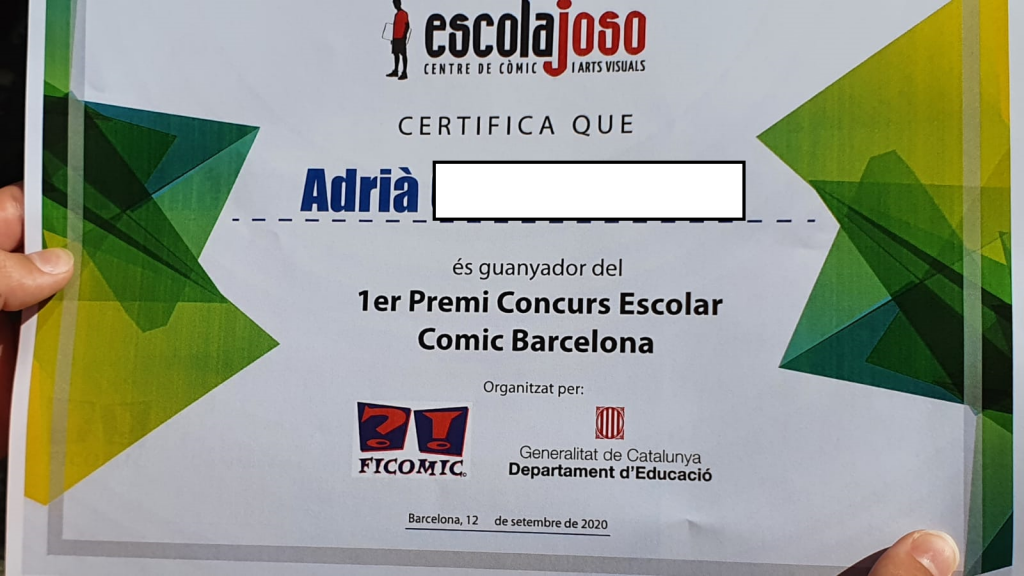 escolajoso
CENTRE DE CÒMIC I ARTS VISUALS
CERTIFICA QUE
Adrià
és guanyador del
1er Premi Concurs Escolar
Comic Barcelona
Organitzat per:
?!
FICOMIC
Generalitat de Catalunya
Departament d'Educació
Barcelona, 12 de setembre de 2020